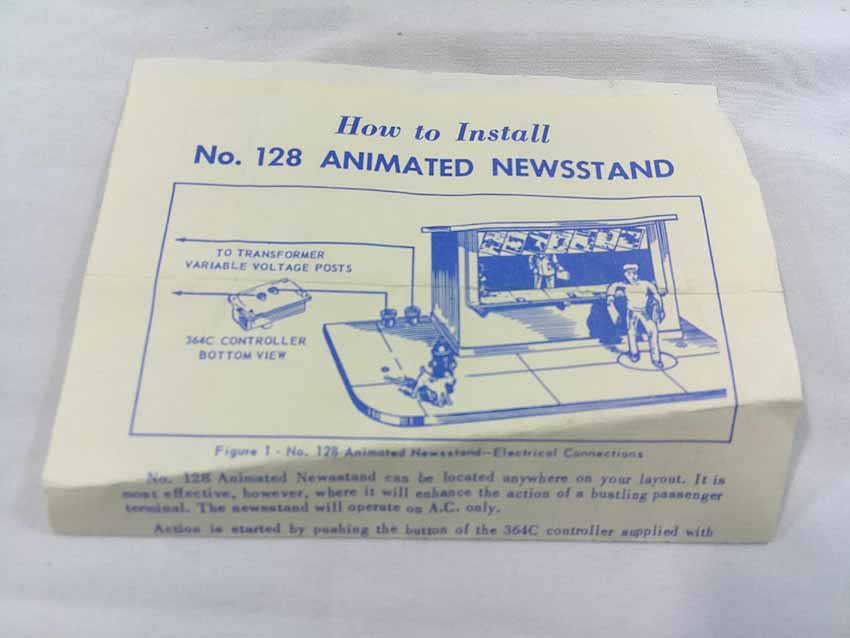 How to Install
No. 128 ANIMATED NEWSSTAND
TO TRANSFORMER
VARIABLE VOLTAGE POSTS
364C CONTROLLER
BOTTOM VIEW
Figure 1 - No. 128 Animated Newsstand—Electrical Connections
No. 128 Animated Newsstand can be located anywhere on your layout. It is
most effective, however, where it will enhance the action of a bustling passenger
terminal. The newsstand will operate on A.C. only.
Action is started by pushing the button of the 364C controller supplied with